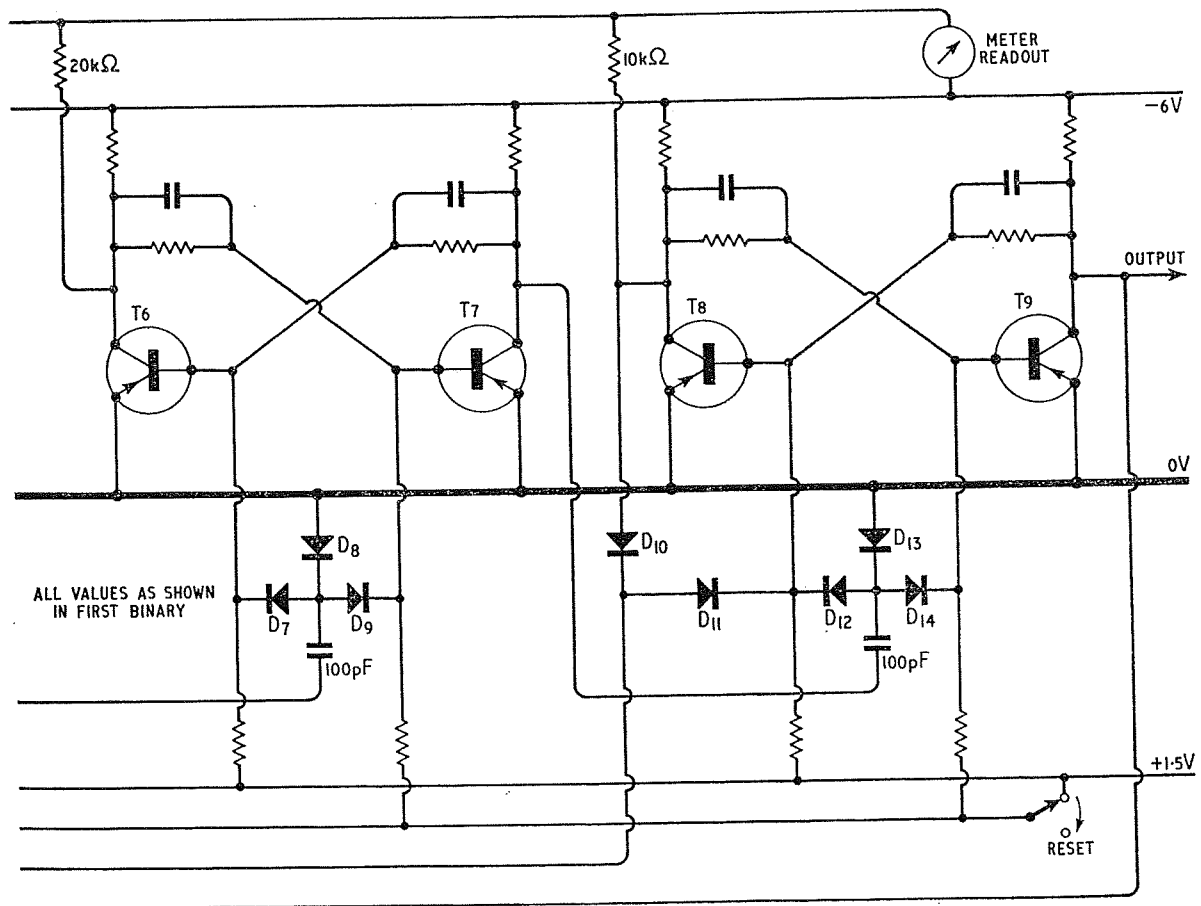 20kΩ
10kΩ
METER
READOUT
−6V
OUTPUT
T6
T7
T8
T9
0V
D8
D10
D13
ALL VALUES AS SHOWN
IN FIRST BINARY
D7
D9
D11
D12
D14
100pF
100pF
+1·5V
RESET